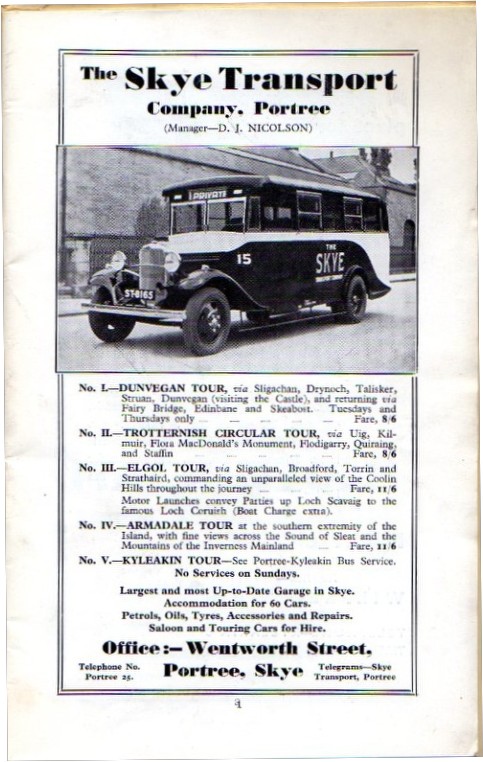 The Skye Transport
Company, Portree
(Manager—D. J. NICOLSON)
PRIVATE
15
THE
SKYE
ST·8165
No. I.—DUNVEGAN TOUR, via Sligachan, Drynoch, Talisker,
Struan, Dunvegan (visiting the Castle), and returning via
Fairy Bridge, Edinbane and Skeabost. Tuesdays and
Thursdays only ... ... ... ... ... Fare, 8/6
No. II.—TROTTERNISH CIRCULAR TOUR, via Uig, Kil-
muir, Flora MacDonald's Monument, Flodigarry, Quiraing,
and Staffin ... ... ... ... ... Fare, 8/6
No. III.—ELGOL TOUR, via Sligachan, Broadford, Torrin and
Strathaird, commanding an unparalleled view of the Coolin
Hills throughout the journey ... ... ... Fare, 11/6
Motor Launches convey Parties up Loch Scavaig to the
famous Loch Coruisk (Boat Charge extra).
No. IV.—ARMADALE TOUR at the southern extremity of the
Island, with fine views across the Sound of Sleat and the
Mountains of the Inverness Mainland ... Fare, 11/6
No. V.—KYLEAKIN TOUR—See Portree-Kyleakin Bus Service.
No Services on Sundays.
Largest and most Up-to-Date Garage in Skye.
Accommodation for 60 Cars.
Petrols, Oils, Tyres, Accessories and Repairs.
Saloon and Touring Cars for Hire.
Office:— Wentworth Street,
Telephone No.
Portree 25.
Portree, Skye
Telegrams—Skye
Transport, Portree